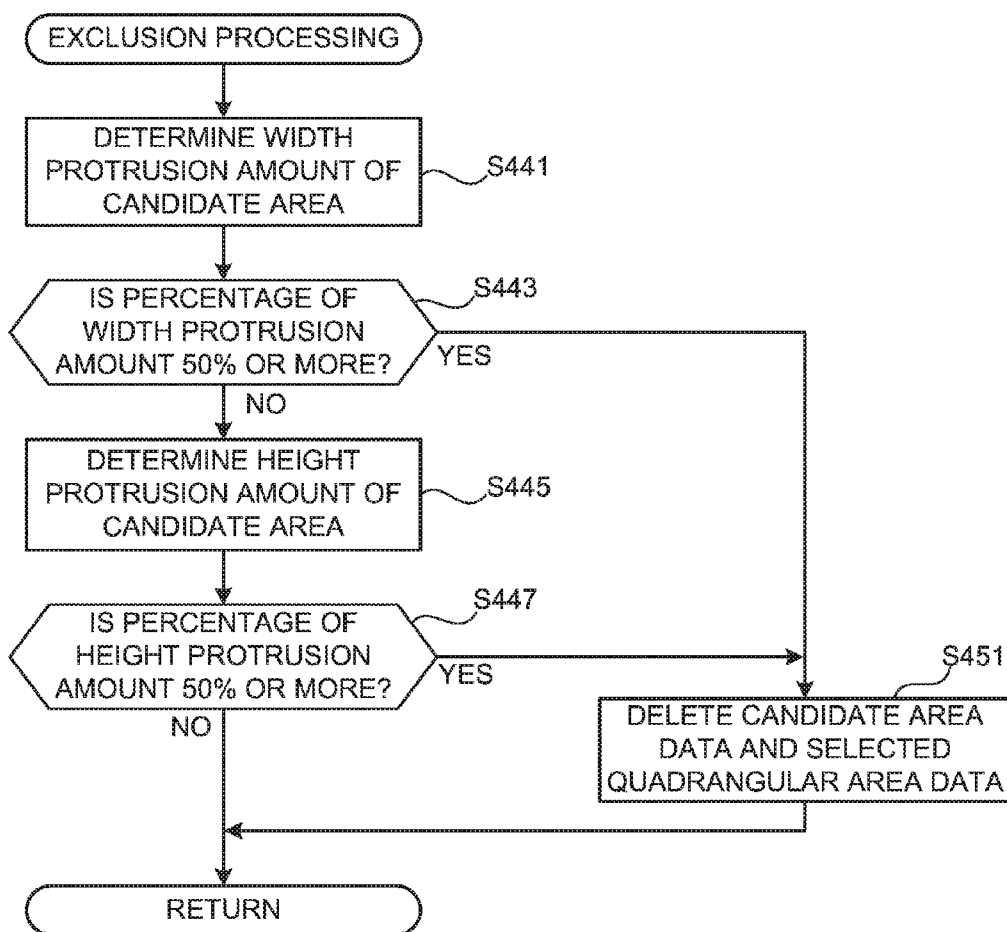 EXCLUSION PROCESSING
DETERMINE WIDTH
PROTRUSION AMOUNT OF
CANDIDATE AREA
S441
IS PERCENTAGE OF
WIDTH PROTRUSION
AMOUNT 50% OR MORE?
S443
YES
NO
DETERMINE HEIGHT
PROTRUSION AMOUNT OF
CANDIDATE AREA
S445
IS PERCENTAGE OF
HEIGHT PROTRUSION
AMOUNT 50% OR MORE?
S447
YES
NO
S451
DELETE CANDIDATE AREA
DATA AND SELECTED
QUADRANGULAR AREA DATA
RETURN